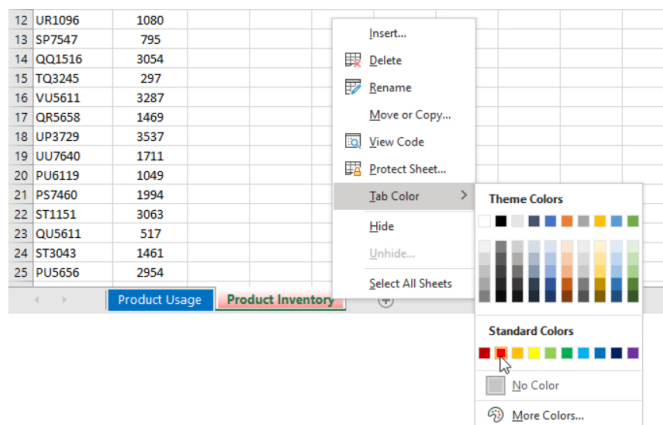 12 UR1096 1080
13 SP7547 795
14 QQ1516 3054
15 TQ3245 297
16 VU5611 3287
17 QR5658 1469
18 UP3729 3537
19 UU7640 1711
20 PU6119 1049
21 PS7460 1994
22 ST1151 3063
23 QU5611 517
24 ST3043 1461
25 PU5656 2954
Product Usage Product Inventory
Insert...
Delete
Rename
Move or Copy...
View Code
Protect Sheet...
Tab Color
Hide
Unhide...
Select All Sheets
Theme Colors
Standard Colors
No Color
More Colors...